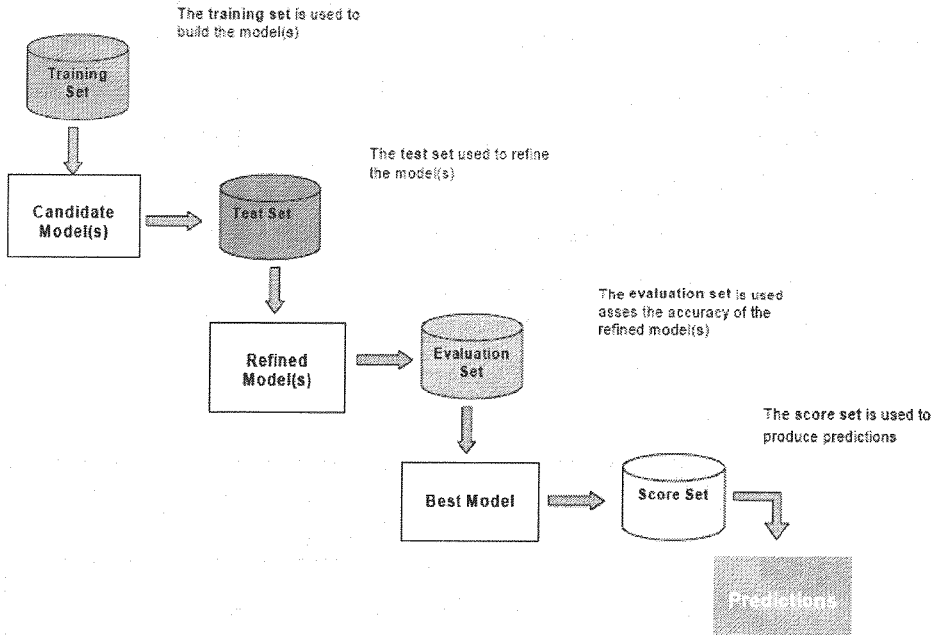 The training set is used to
build the model(s)
Training
Set
The test set used to refine
the model(s)
Candidate
Model(s)
Test Set
The evaluation set is used
asses the accuracy of the
refined model(s)
Refined
Model(s)
Evaluation
Set
The score set is used to
produce predictions
Best Model
Score Set
Predictions